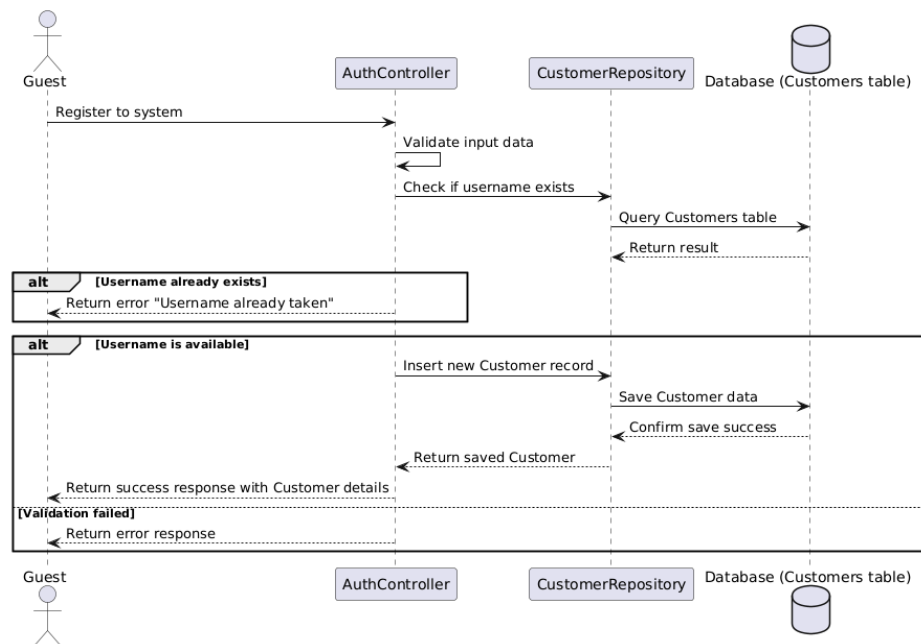 Guest
AuthController
CustomerRepository
Database (Customers table)
Register to system
Validate input data
Check if username exists
Query Customers table
Return result
alt [Username already exists]
Return error "Username already taken"
alt [Username is available]
Insert new Customer record
Save Customer data
Confirm save success
Return saved Customer
Return success response with Customer details
[Validation failed]
Return error response
Guest
AuthController
CustomerRepository
Database (Customers table)